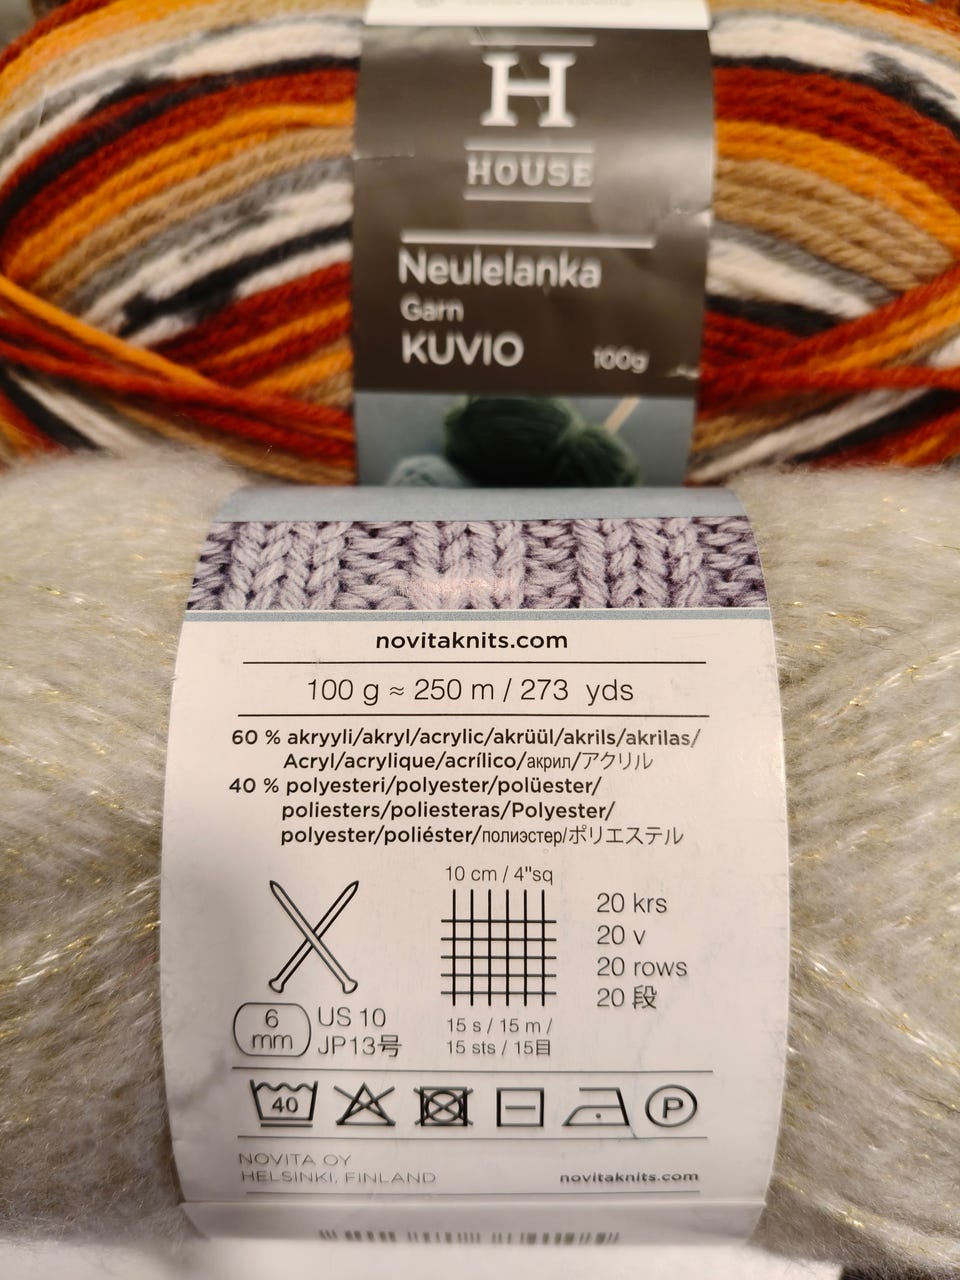 H
HOUSE
Neulelanka
Garn
KUVIO 100g
novitaknits.com
100 g ≈ 250 m / 273 yds
60 % akryyli/akryl/acrylic/akrüül/akrils/akrilas/
Acryl/acrylique/acrílico/акрил/アクリル
40 % polyesteri/polyester/polüester/
poliesters/poliesteras/Polyester/
polyester/poliéster/полиэстер/ポリエステル
10 cm / 4"sq
20 krs
20 v
20 rows
20 段
6
mm
US 10
JP13号
15 s / 15 m /
15 sts / 15目
40
P
NOVITA OY
HELSINKI, FINLAND
novitaknits.com